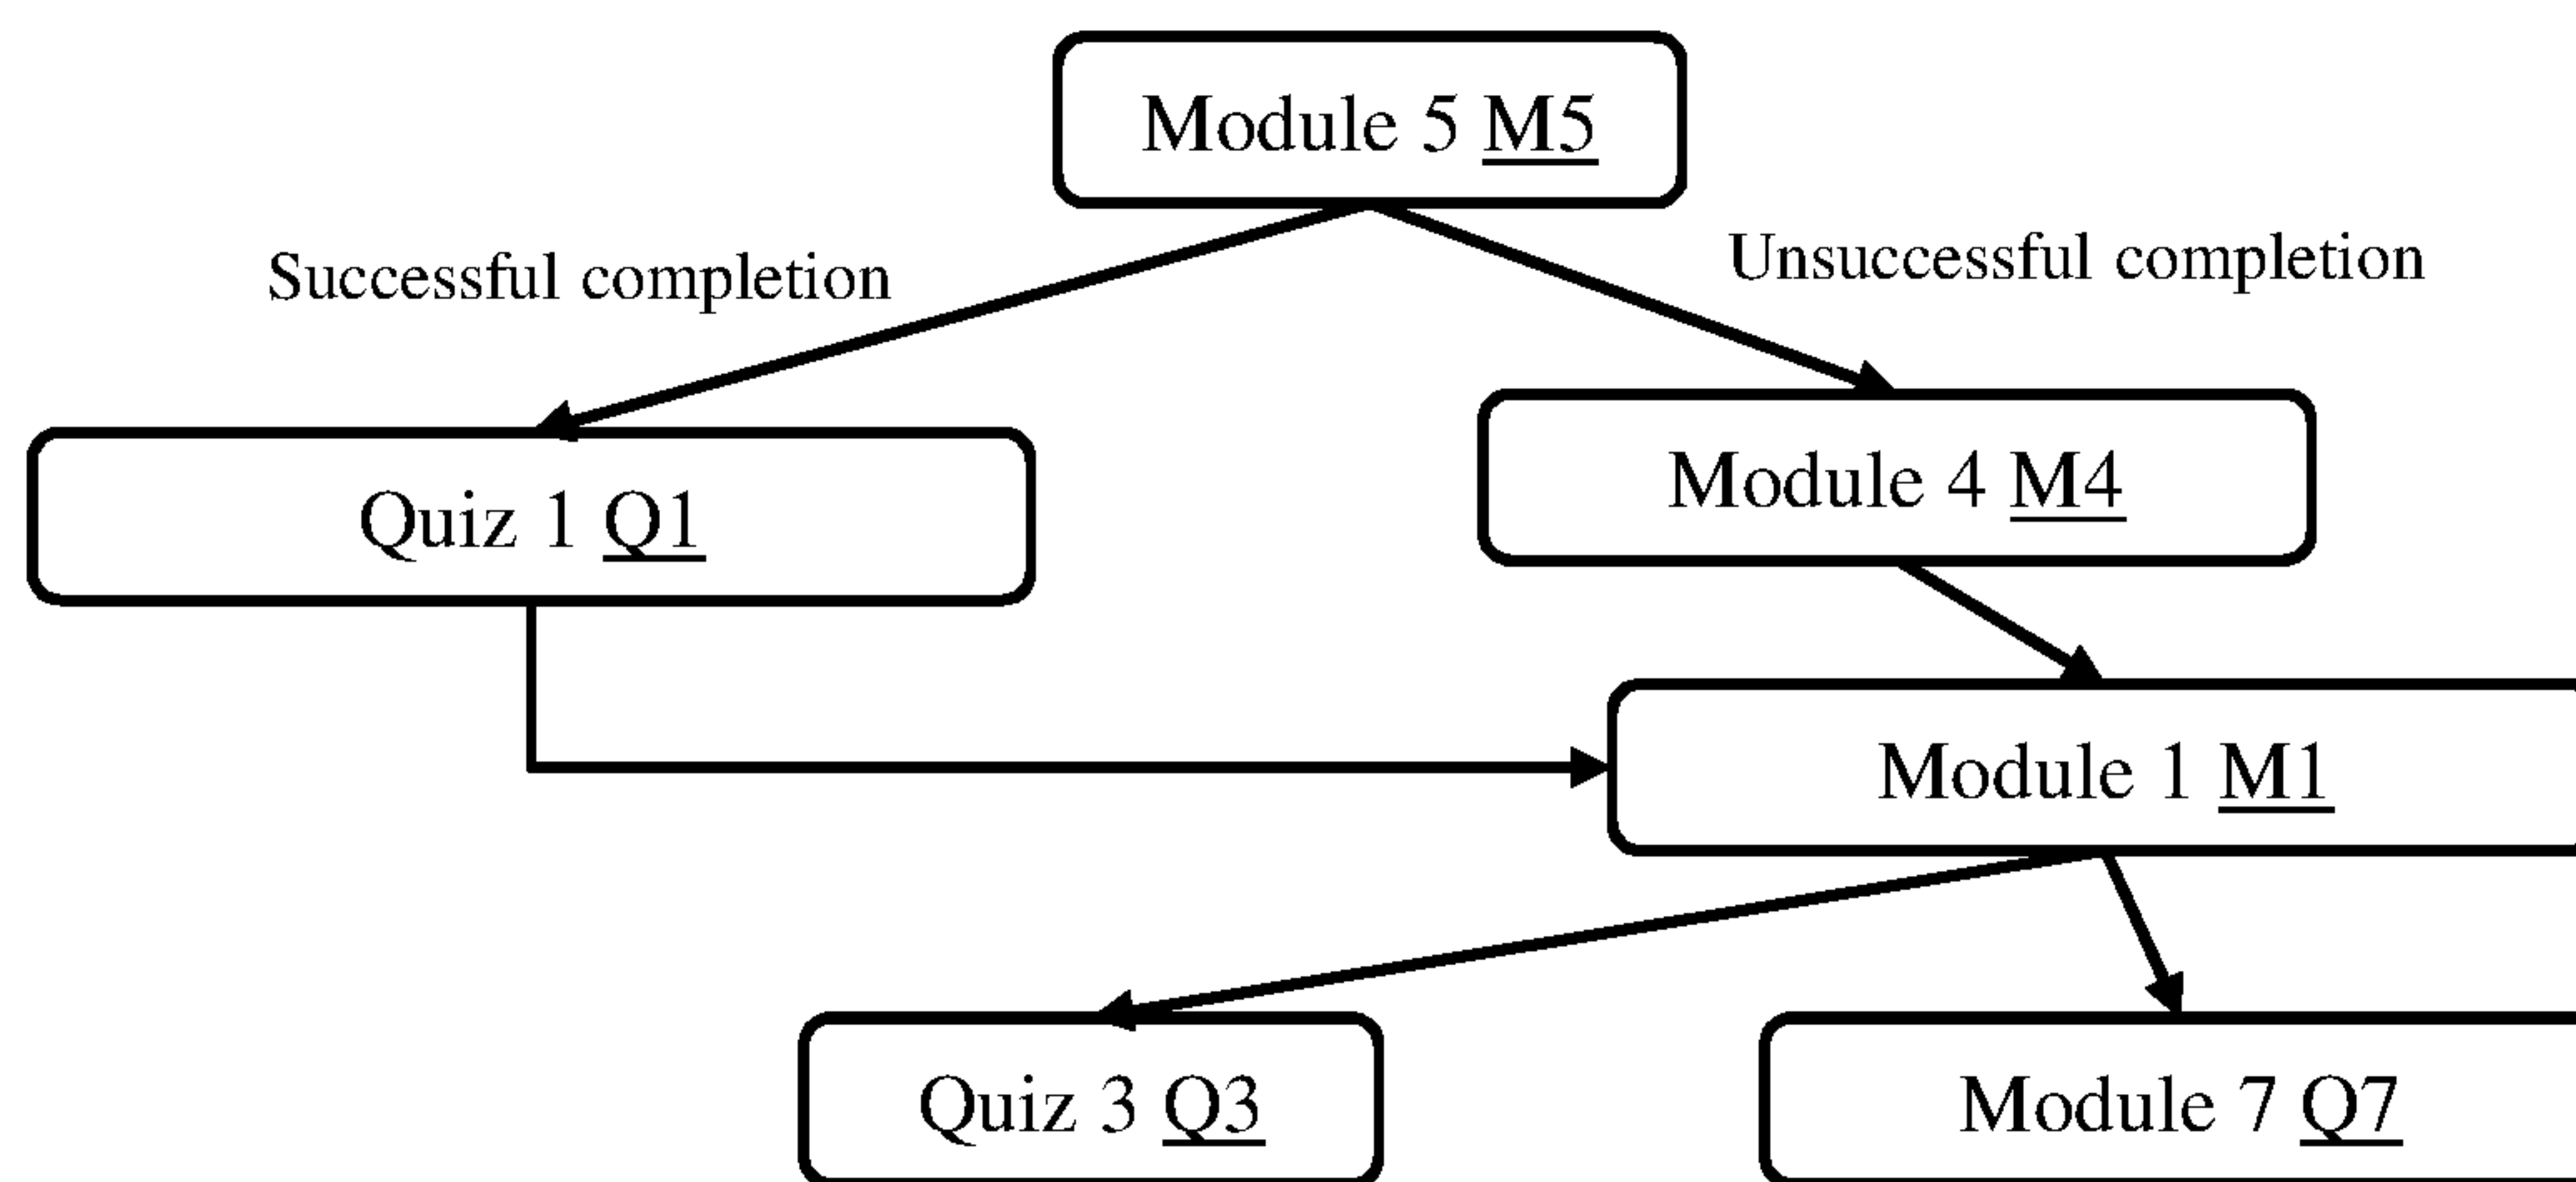 Module 5 M5
Successful completion
Unsuccessful completion
Quiz 1 Q1
Module 4 M4
Module 1 M1
Quiz 3 Q3
Module 7 Q7